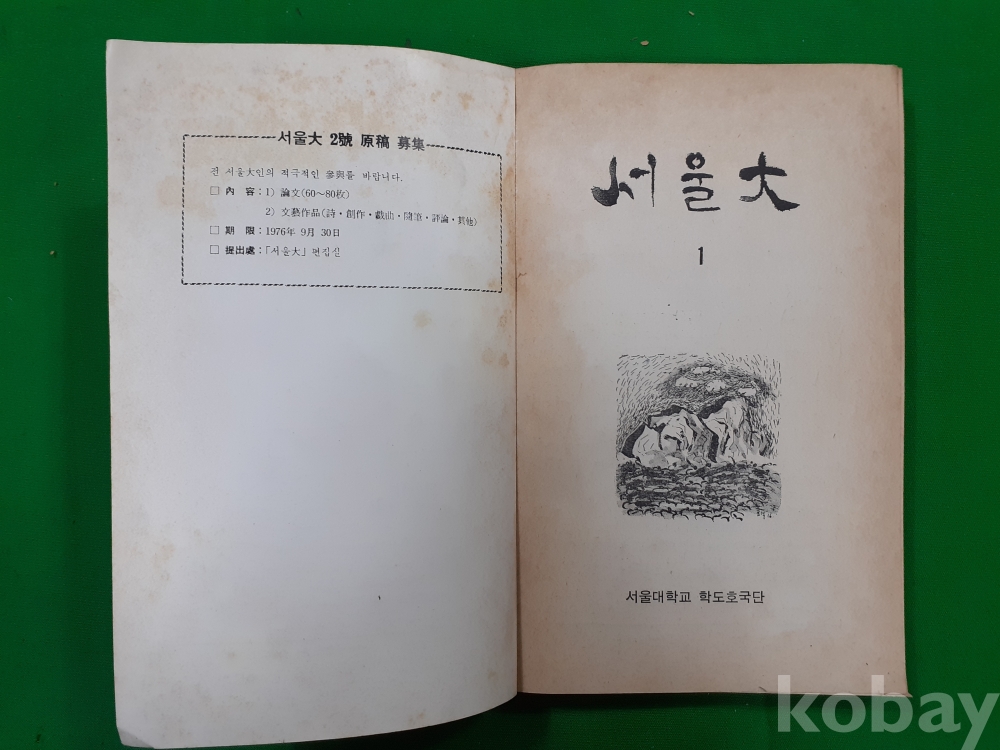 서울大 2號 原稿 募集
전 서울大인의 적극적인 參與를 바랍니다.
□ 內 容 : 1) 論文(60~80枚)
2) 文藝作品(詩·創作·戱曲·隨筆·評論·其他)
□ 期 限 : 1976年 9月 30日
□ 提出處 : 「서울大」 편집실
서울大
1
서울대학교 학도호국단
kobay